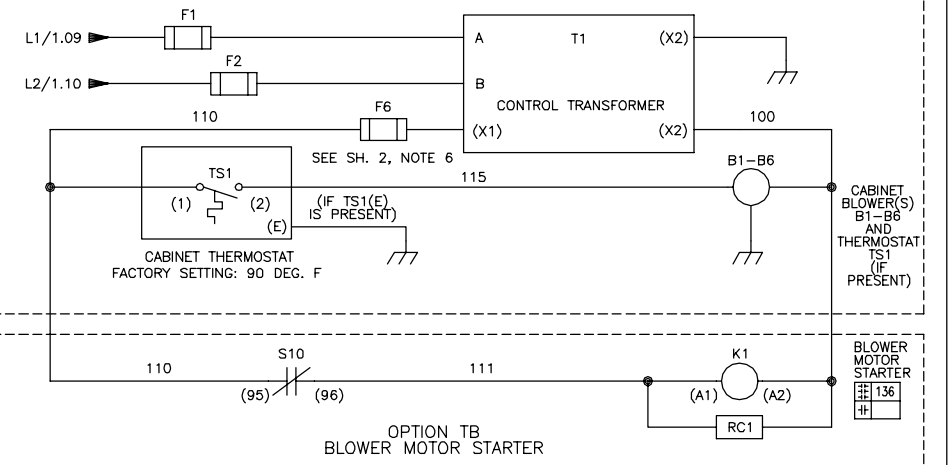 F1
L1/1.09
A
T1
(X2)
F2
L2/1.10
B
CONTROL TRANSFORMER
110
F6
(X1)
(X2)
100
SEE SH. 2, NOTE 6
B1-B6
TS1
115
(1)
(2)
(IF TS1(E)
IS PRESENT)
(E)
CABINET
BLOWER(S)
B1-B6
AND
THERMOSTAT
TS1
(IF
PRESENT)
CABINET THERMOSTAT
FACTORY SETTING: 90 DEG. F
110
S10
(95)
(96)
111
K1
(A1)
(A2)
BLOWER
MOTOR
STARTER
136
RC1
OPTION TB
BLOWER MOTOR STARTER